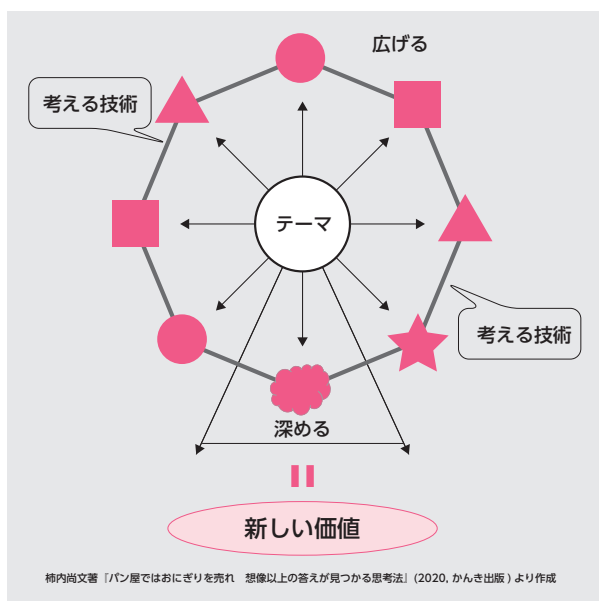 広げる
考える技術
テーマ
考える技術
深める
新しい価値
柿内尚文著『パン屋ではおにぎりを売れ 想像以上の答えが見つかる思考法』(2020, かんき出版) より作成